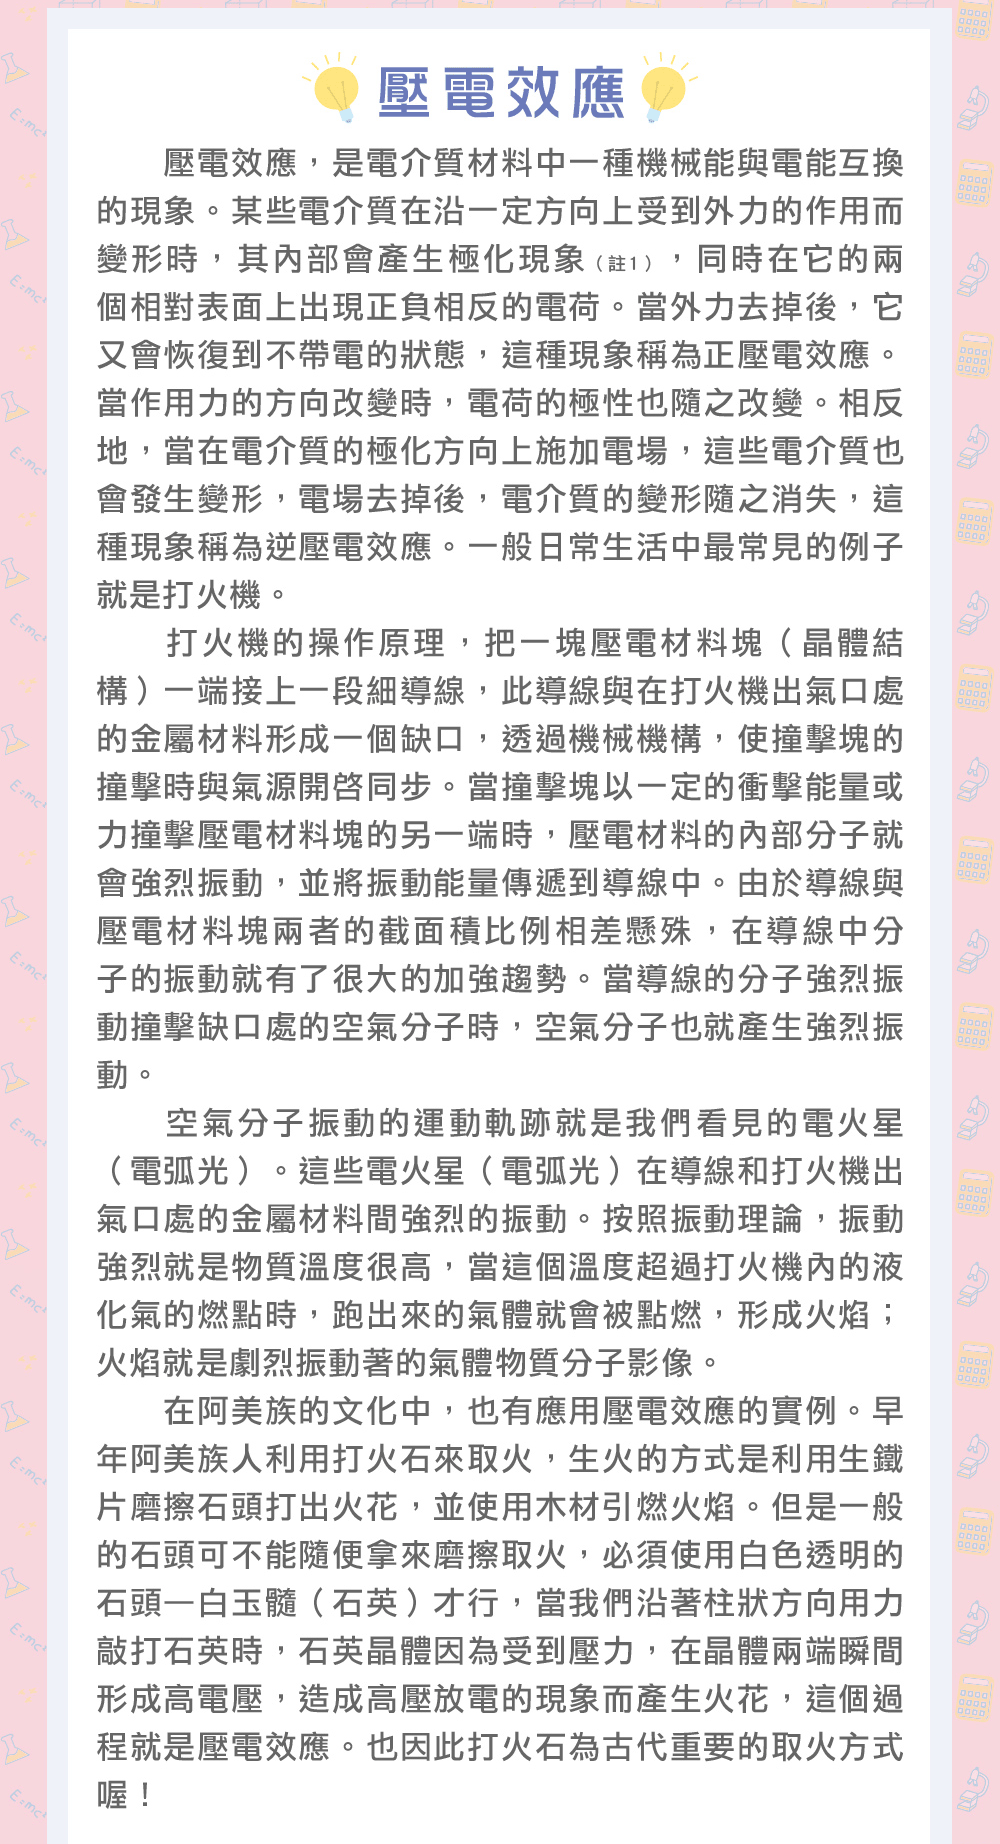 壓電效應
壓電效應，是電介質材料中一種機械能與電能互換
的現象。某些電介質在沿一定方向上受到外力的作用而
變形時，其內部會產生極化現象（註1），同時在它的兩
個相對表面上出現正負相反的電荷。當外力去掉後，它
又會恢復到不帶電的狀態，這種現象稱為正壓電效應。
當作用力的方向改變時，電荷的極性也隨之改變。相反
地，當在電介質的極化方向上施加電場，這些電介質也
會發生變形，電場去掉後，電介質的變形隨之消失，這
種現象稱為逆壓電效應。一般日常生活中最常見的例子
就是打火機。
打火機的操作原理，把一塊壓電材料塊（晶體結
構）一端接上一段細導線，此導線與在打火機出氣口處
的金屬材料形成一個缺口，透過機械機構，使撞擊塊的
撞擊時與氣源開啓同步。當撞擊塊以一定的衝擊能量或
力撞擊壓電材料塊的另一端時，壓電材料的內部分子就
會強烈振動，並將振動能量傳遞到導線中。由於導線與
壓電材料塊兩者的截面積比例相差懸殊，在導線中分
子的振動就有了很大的加強趨勢。當導線的分子強烈振
動撞擊缺口處的空氣分子時，空氣分子也就產生強烈振
動。
空氣分子振動的運動軌跡就是我們看見的電火星
（電弧光）。這些電火星（電弧光）在導線和打火機出
氣口處的金屬材料間強烈的振動。按照振動理論，振動
強烈就是物質溫度很高，當這個溫度超過打火機內的液
化氣的燃點時，跑出來的氣體就會被點燃，形成火焰；
火焰就是劇烈振動著的氣體物質分子影像。
在阿美族的文化中，也有應用壓電效應的實例。早
年阿美族人利用打火石來取火，生火的方式是利用生鐵
片磨擦石頭打出火花，並使用木材引燃火焰。但是一般
的石頭可不能隨便拿來磨擦取火，必須使用白色透明的
石頭—白玉髓（石英）才行，當我們沿著柱狀方向用力
敲打石英時，石英晶體因為受到壓力，在晶體兩端瞬間
形成高電壓，造成高壓放電的現象而產生火花，這個過
程就是壓電效應。也因此打火石為古代重要的取火方式
喔！